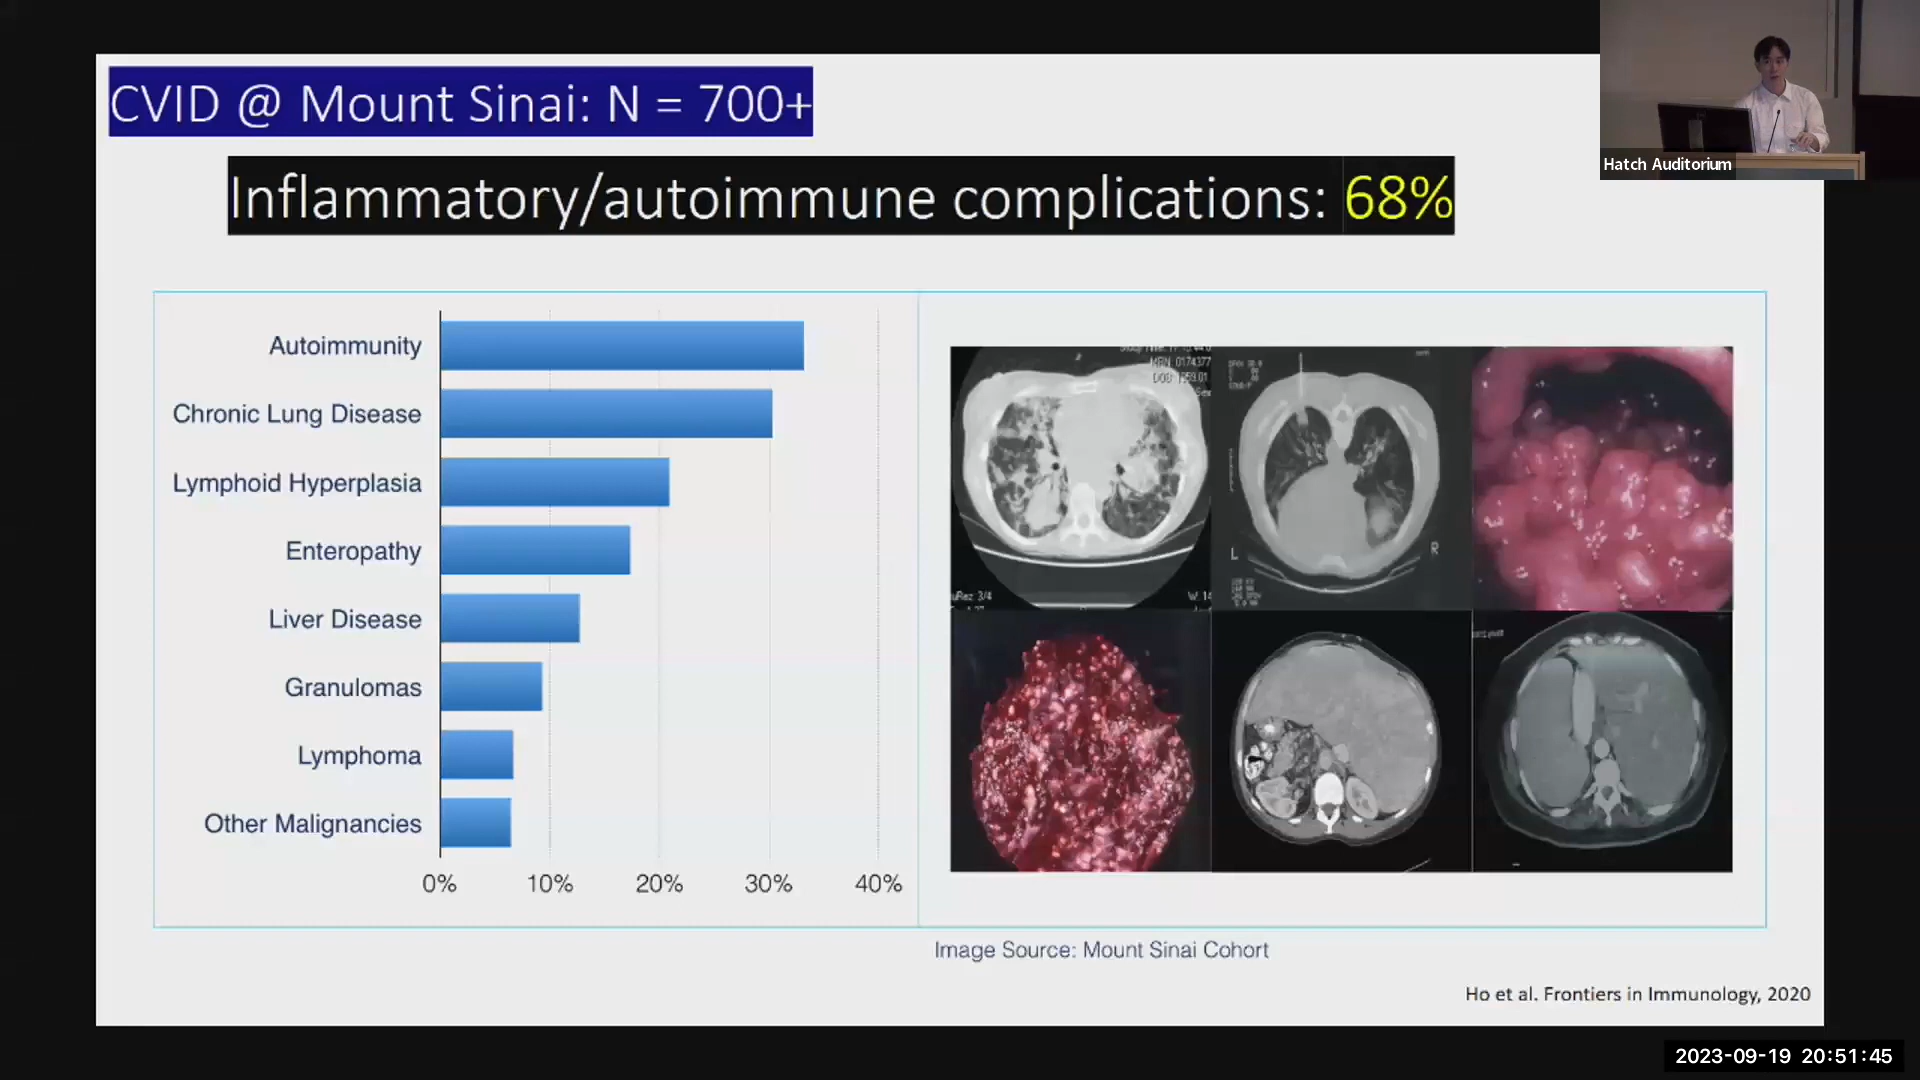 CVID @ Mount Sinai: N = 700+
Hatch Auditorium
Inflammatory/autoimmune complications: 68%
Autoimmunity
Chronic Lung Disease
Lymphoid Hyperplasia
Enteropathy
Liver Disease
Granulomas
Lymphoma
Other Malignancies
0% 10% 20% 30% 40%
L
R
Image Source: Mount Sinai Cohort
Ho et al. Frontiers in Immunology, 2020
2023-09-19 20:51:45